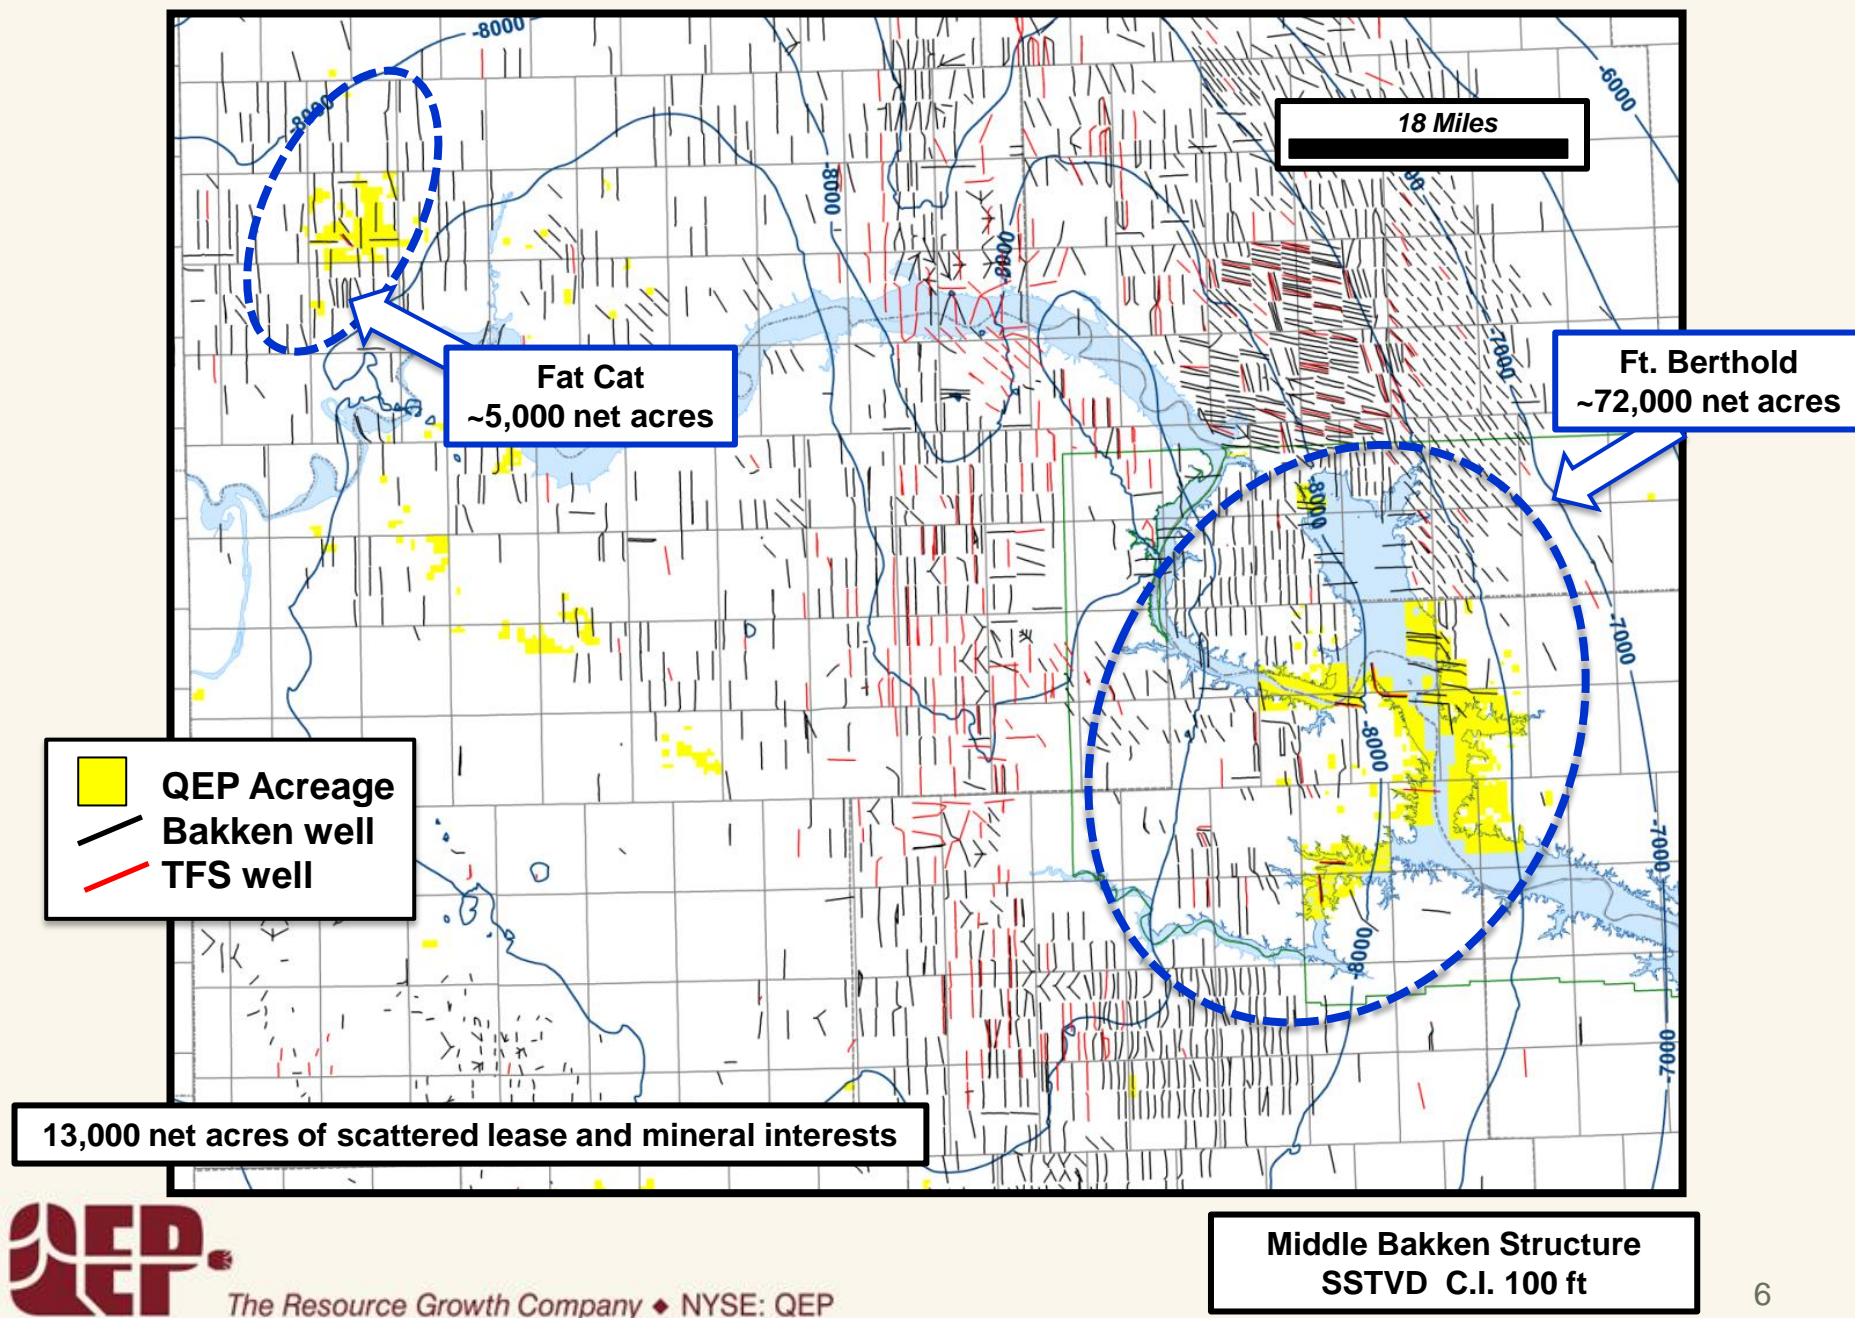 -8000
-8000
-6000
18 Miles
-8000
-7000
Fat Cat
~5,000 net acres
Ft. Berthold
~72,000 net acres
-8000
-7000
-8000
QEP Acreage
Bakken well
TFS well
-7000
-8000
-7000
13,000 net acres of scattered lease and mineral interests
QEP
The Resource Growth Company ◆ NYSE: QEP
Middle Bakken Structure
SSTVD C.I. 100 ft
6